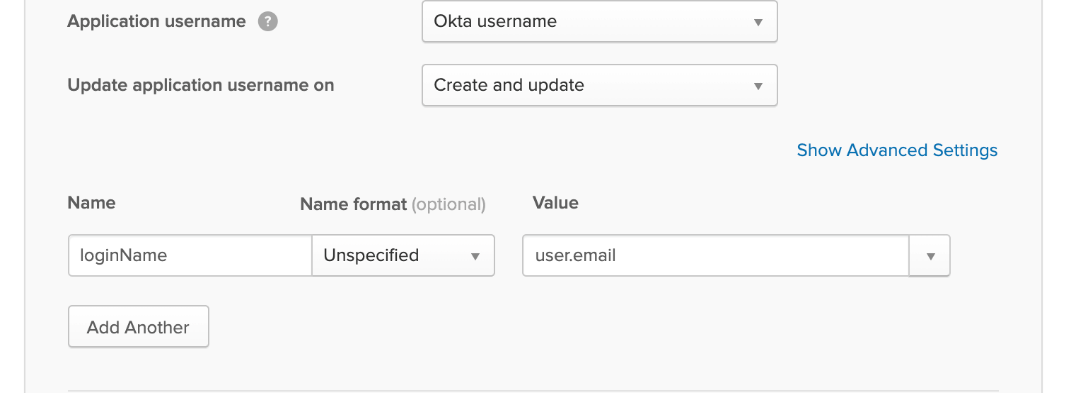 Application username ? Okta username
Update application username on Create and update
Show Advanced Settings
Name Name format (optional) Value
loginName Unspecified user.email
Add Another